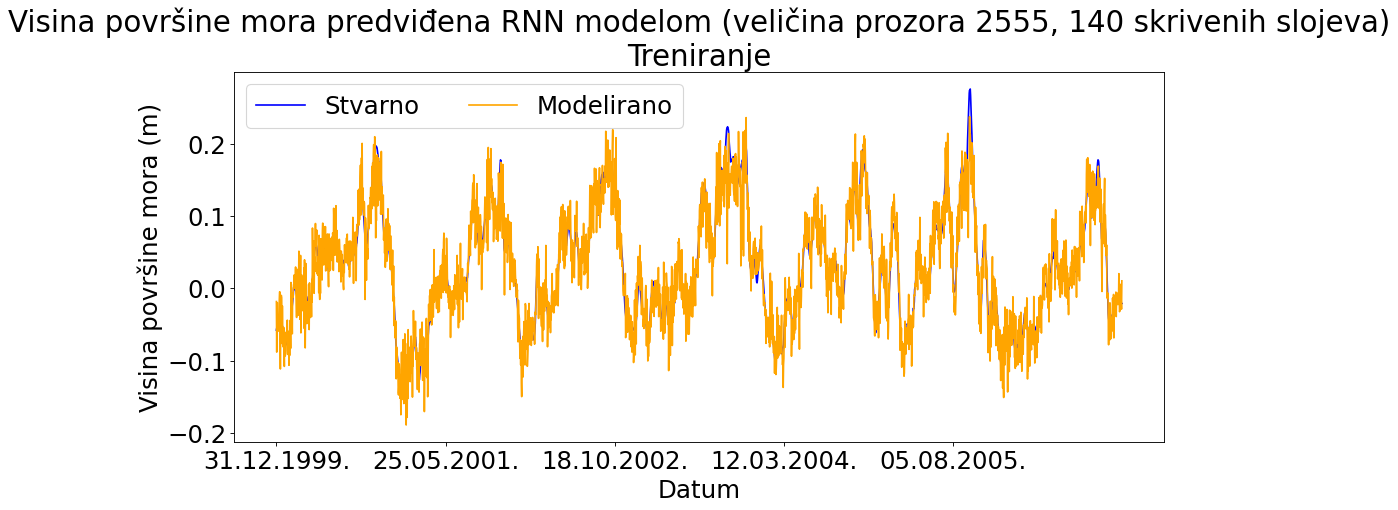 Visina površine mora predviđena RNN modelom (veličina prozora 2555, 140 skrivenih slojeva)
Treniranje
Stvarno
Modelirano
Visina površine mora (m)
0.2
0.1
0.0
−0.1
−0.2
31.12.1999.
25.05.2001.
18.10.2002.
12.03.2004.
05.08.2005.
Datum